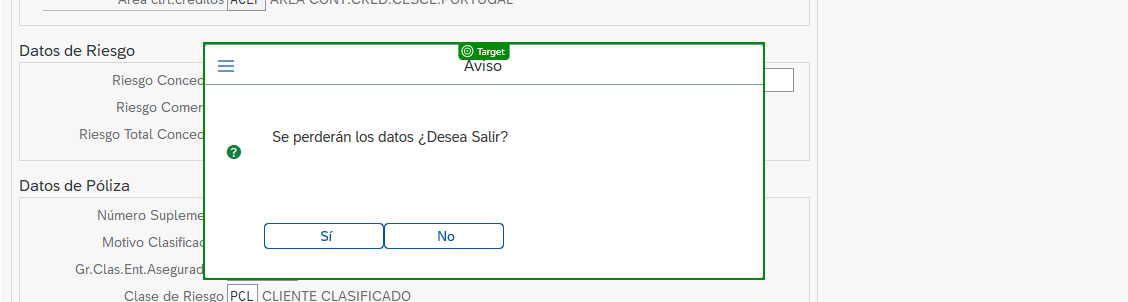 Área ctrl.créditos ACEP ÁREA CONT.CRED.CESCE.PORTUGAL
Datos de Riesgo
Target
Aviso
Riesgo Conced
Riesgo Comer
Riesgo Total Conced
Se perderán los datos ¿Desea Salir?
Datos de Póliza
Número Supleme
Motivo Clasificac
Sí No
Gr.Clas.Ent.Asegurad
Clase de Riesgo PCL CLIENTE CLASIFICADO